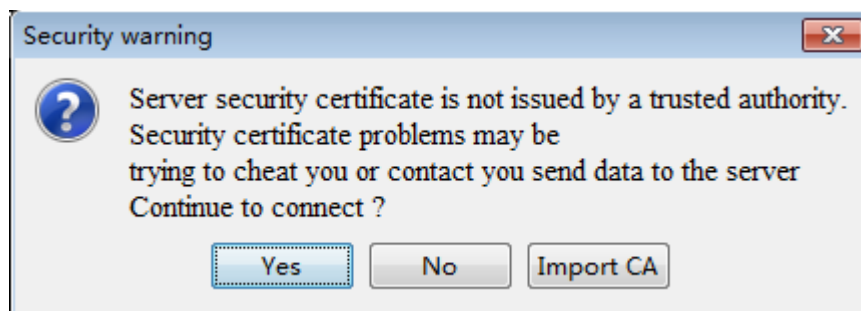 Security warning
Server security certificate is not issued by a trusted authority.
Security certificate problems may be
trying to cheat you or contact you send data to the server
Continue to connect ?
Yes No Import CA